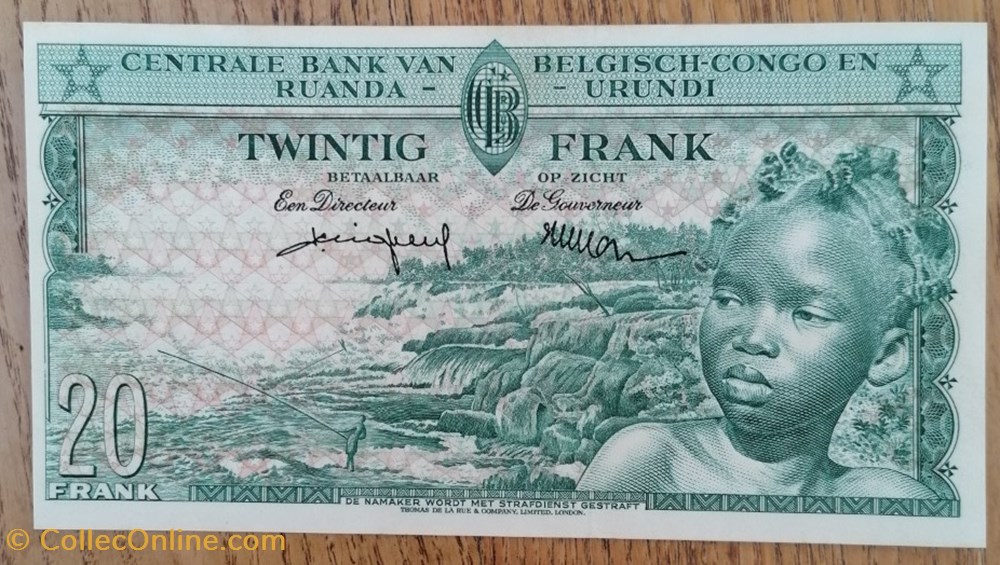 CENTRALE BANK VAN BELGISCH-CONGO EN
RUANDA - - URUNDI
TWINTIG FRANK
BETAALBAAR OP ZICHT
Een Directeur De Gouverneur
20
FRANK
DE NAMAKER WORDT MET STRAFDIENST GESTRAFT
THOMAS DE LA RUE & COMPANY, LIMITED, LONDON.
© CollecOnline.com